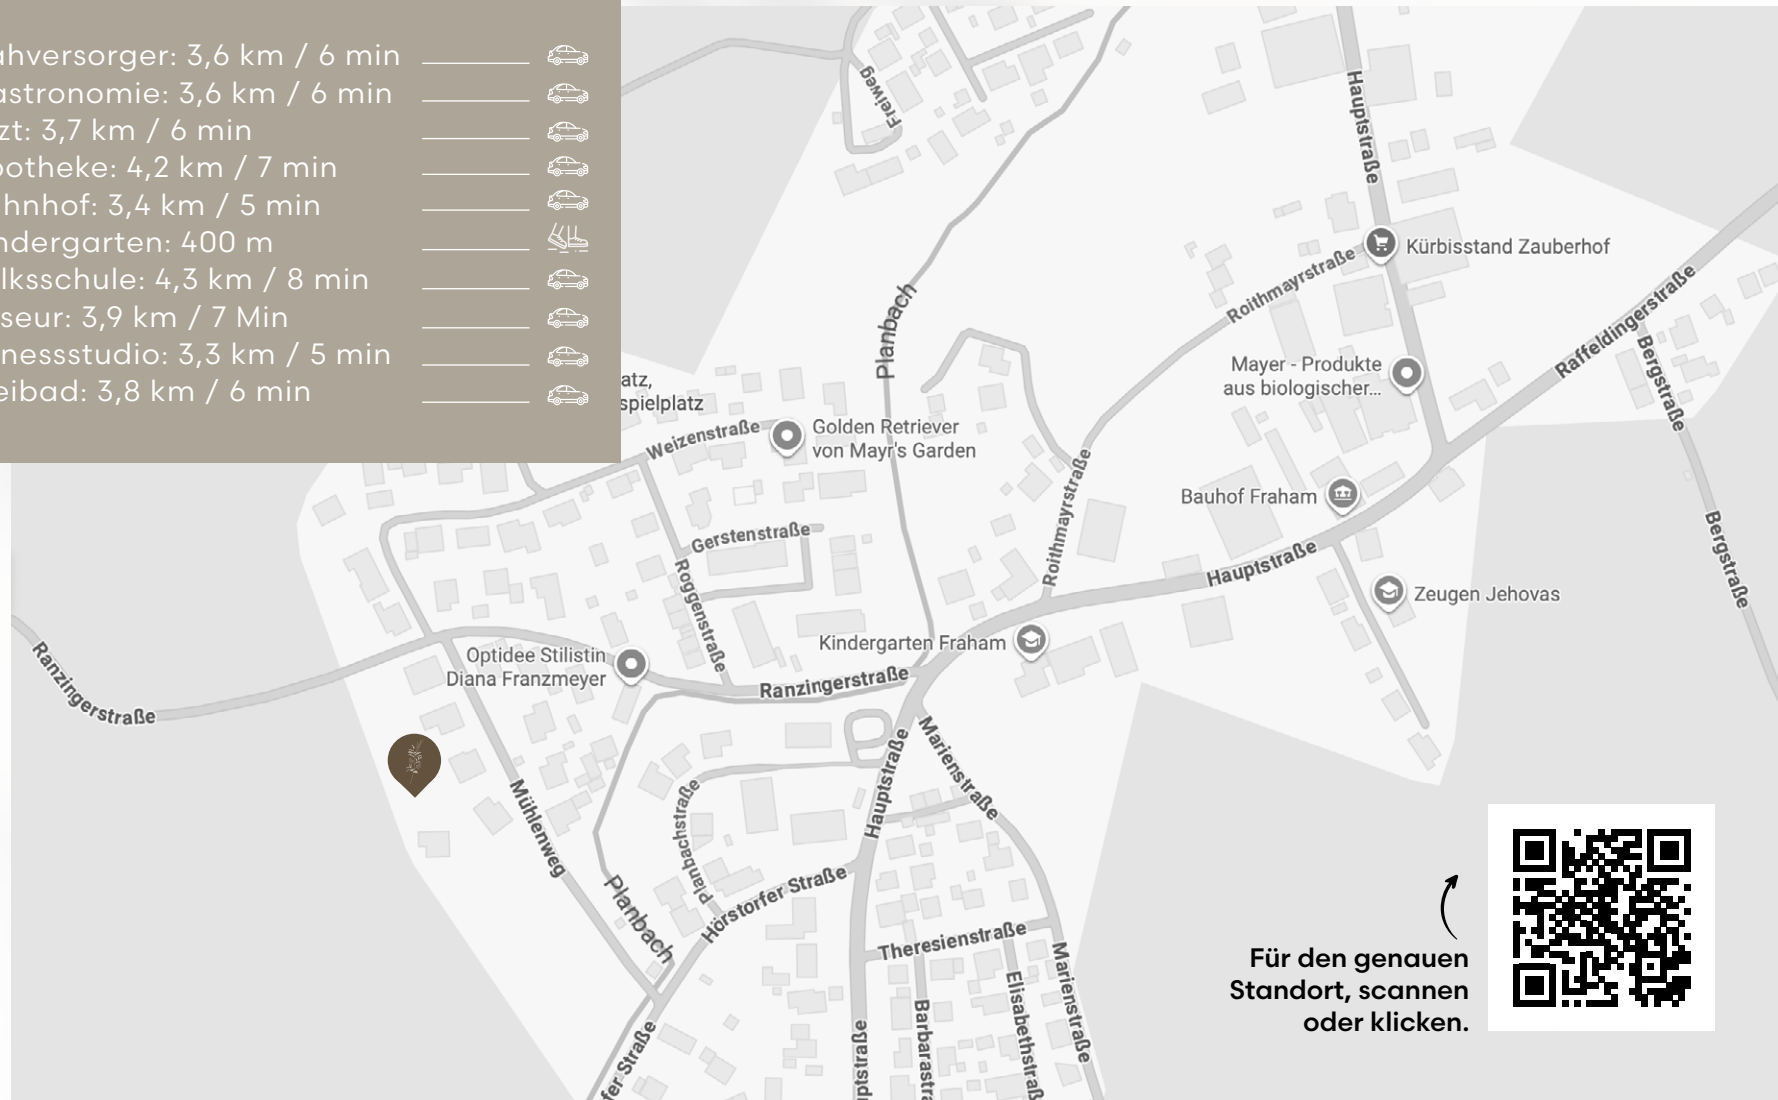 ahversorger: 3,6 km / 6 min
astronomie: 3,6 km / 6 min
zt: 3,7 km / 6 min
potheke: 4,2 km / 7 min
hnhof: 3,4 km / 5 min
ndergarten: 400 m
lksschule: 4,3 km / 8 min
seur: 3,9 km / 7 Min
nessstudio: 3,3 km / 5 min
eibad: 3,8 km / 6 min
Freiweg
Hauptstraße
Kürbisstand Zauberhof
Roithmayrstraße
Raffeldingerstraße
Planbach
Bergstraße
Mayer - Produkte
aus biologischer...
atz,
spielplatz
Weizenstraße
Golden Retriever
von Mayr's Garden
Roithmayrstraße
Bauhof Fraham
Gerstenstraße
Hauptstraße
Bergstraße
Roggenstraße
Zeugen Jehovas
Kindergarten Fraham
Optidee Stilistin
Diana Franzmeyer
Ranzingerstraße
Ranzingerstraße
Marienstraße
Hauptstraße
Mühlenweg
Planbachstraße
Planbach
Hörstorfer Straße
Theresienstraße
Marienstraße
Elisabethstraß
Barbarastra
ptstraße
fer Straße
Für den genauen
Standort, scannen
oder klicken.